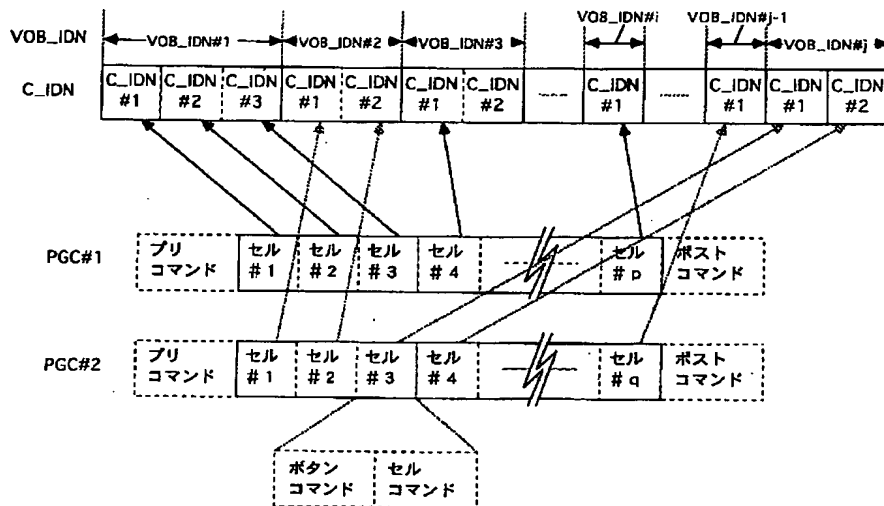 VOB_IDN
VOB_IDN#1
VOB_IDN#2
VOB_IDN#3
VOB_IDN#i
VOB_IDN#j-1
VOB_IDN#j
C_IDN
C_IDN
#1
C_IDN
#2
C_IDN
#3
C_IDN
#1
C_IDN
#2
C_IDN
#1
C_IDN
#2
C_IDN
#1
C_IDN
#1
C_IDN
#1
C_IDN
#2
PGC#1
プリ
コマンド
セル
#1
セル
#2
セル
#3
セル
#4
セル
#p
ポスト
コマンド
PGC#2
プリ
コマンド
セル
#1
セル
#2
セル
#3
セル
#4
セル
#q
ポスト
コマンド
ボタン
コマンド
セル
コマンド